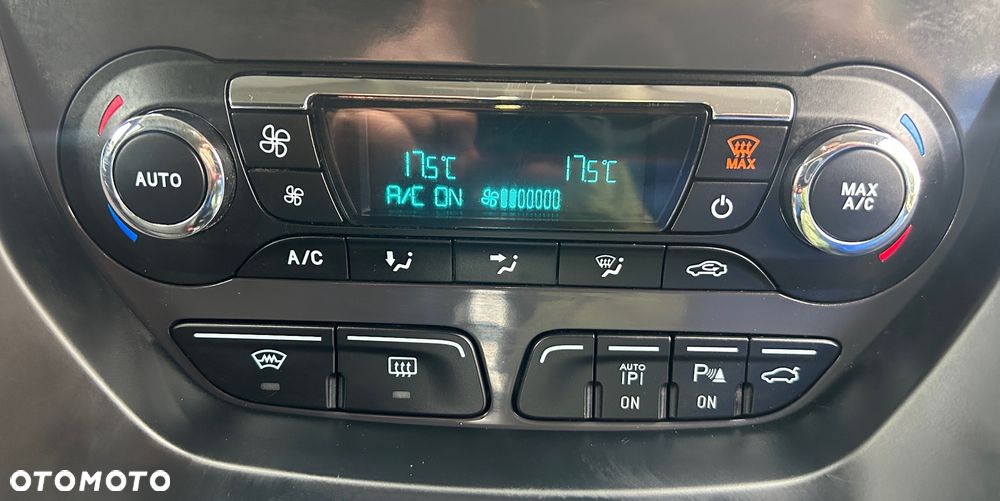 AUTO
17.5°C 17.5°C
A/C ON
MAX
MAX
A/C
A/C
AUTO
P
ON
P
ON
OTOMOTO